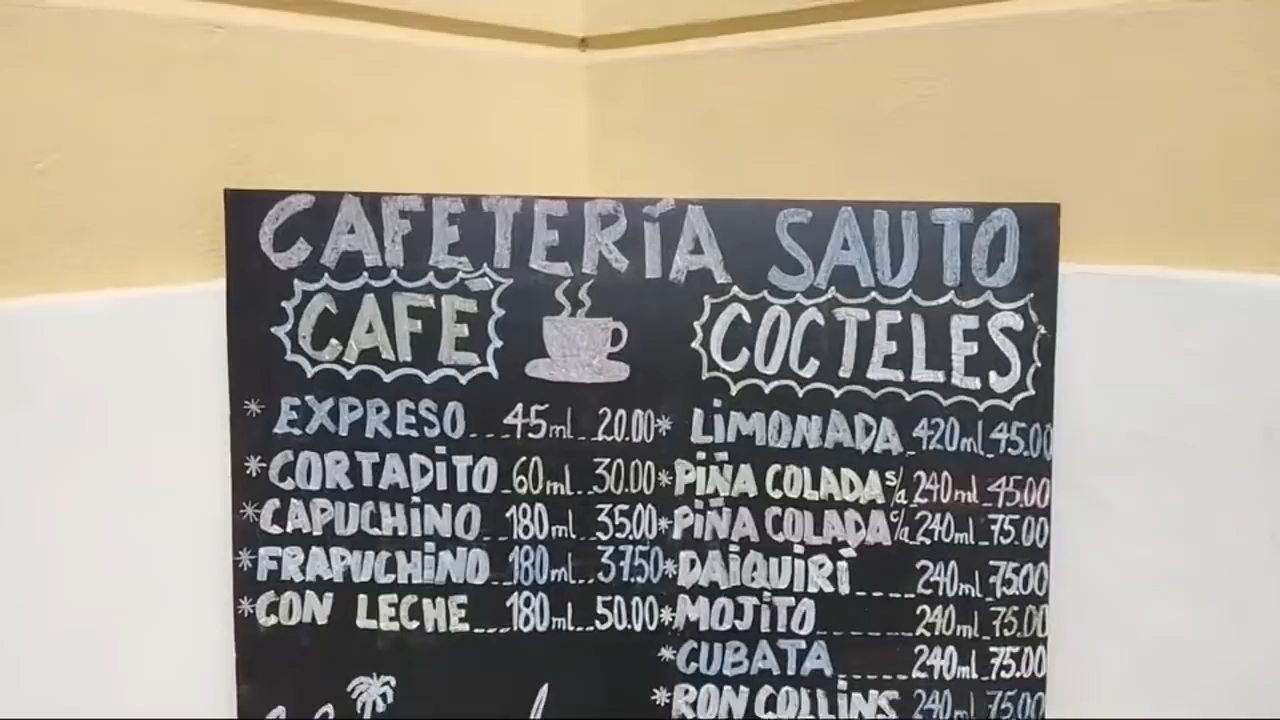 CAFETERÍA SAUTO
CAFÉ
* EXPRESO 45ml 20.00
* CORTADITO 60ml 30.00
* CAPUCHINO 180ml 35.00
* FRAPUCHINO 180ml 37.50
* CON LECHE 180ml 50.00
COCTELES
* LIMONADA 420ml 45.00
* PIÑA COLADA s/a 240ml 45.00
* PIÑA COLADA c/a 240ml 75.00
* DAIQUIRÍ 240ml 75.00
* MOJITO 240ml 75.00
* CUBATA 240ml 75.00
* RON COLLINS 240ml 75.00